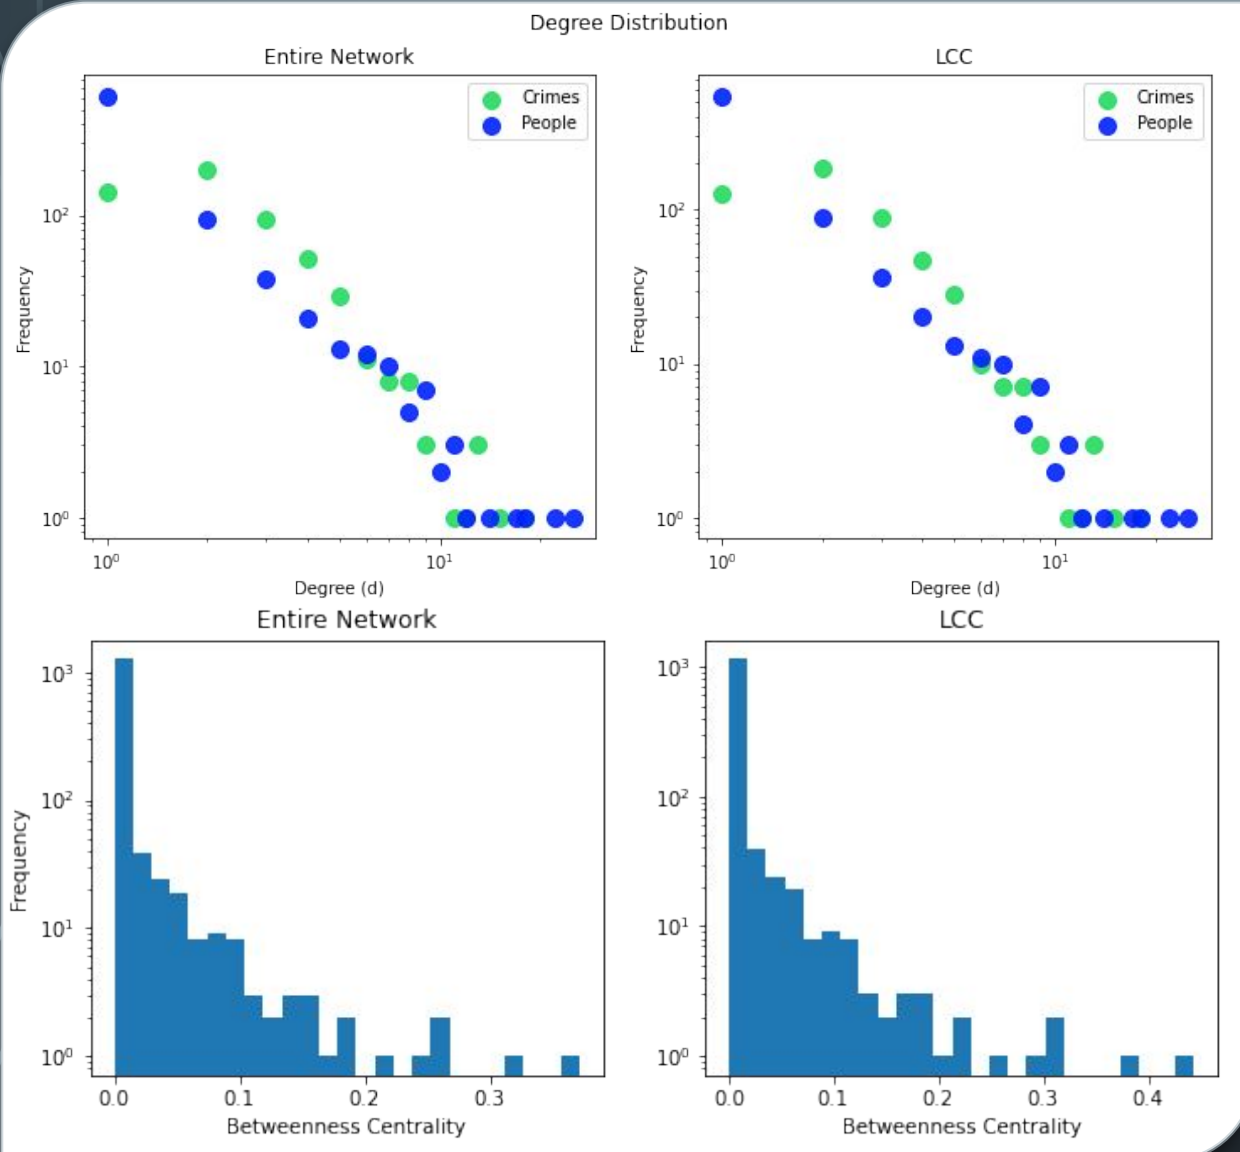 Degree Distribution
Entire Network
LCC
Crimes
People
Crimes
People
10²
10¹
10⁰
10²
10¹
10⁰
Frequency
Frequency
10⁰
10¹
10⁰
10¹
Degree (d)
Degree (d)
Entire Network
LCC
10³
10²
10¹
10⁰
10³
10²
10¹
10⁰
Frequency
0.0 0.1 0.2 0.3
0.0 0.1 0.2 0.3 0.4
Betweenness Centrality
Betweenness Centrality